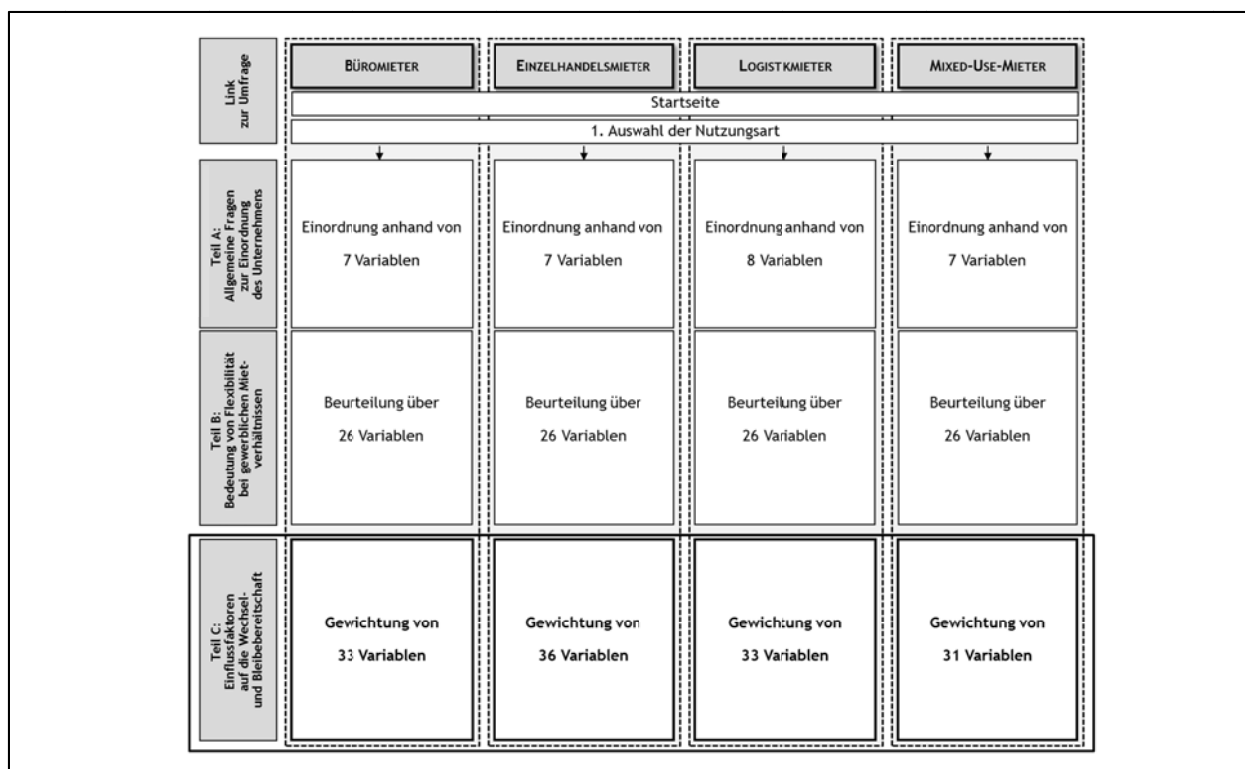 Link
zur Umfrage
BÜROMIETER
EINZELHANDELSMIETER
LOGISTKMIETER
MIXED-USE-MIETER
Startseite
1. Auswahl der Nutzungsart
Teil A:
Allgemeine Fragen
zur Einordnung
des Unternehmens
Einordnung anhand von
7 Variablen
Einordnung anhand von
7 Variablen
Einordnung anhand von
8 Variablen
Einordnung anhand von
7 Variablen
Teil B:
Bedeutung von Flexibilität
bei gewerblichen Miet-
verhältnissen
Beurteilung über
26 Variablen
Beurteilung über
26 Variablen
Beurteilung über
26 Variablen
Beurteilung über
26 Variablen
Teil C:
Einflussfaktoren
auf die Wechsel-
und Bleibebereitschaft
Gewichtung von
33 Variablen
Gewichtung von
36 Variablen
Gewichtung von
33 Variablen
Gewichtung von
31 Variablen